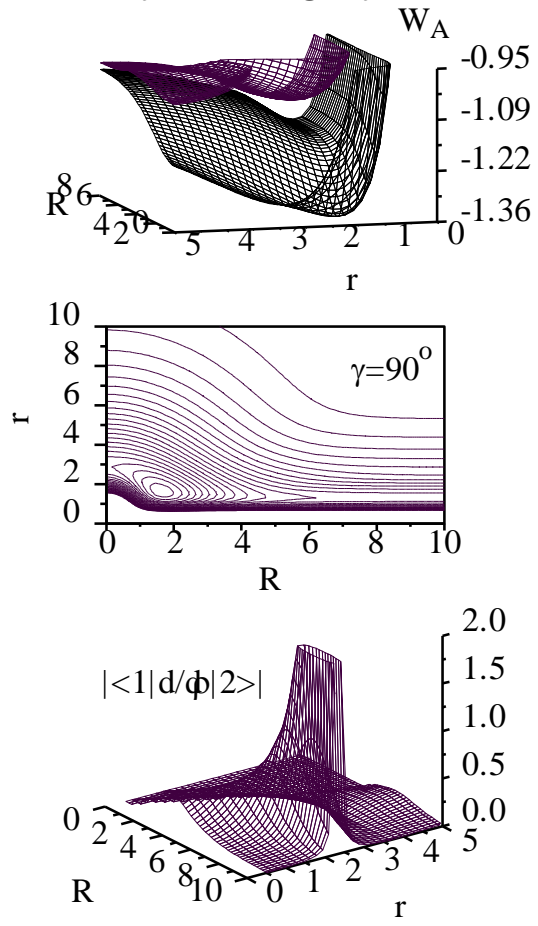 W_A
-0.95
-1.09
-1.22
-1.36
R 8 6 4 2 0
5 4 3 2 1 0
r
10
8
6
4
2
0
r
γ=90°
0 2 4 6 8 10
R
|<1|d/dφ|2>|
2.0
1.5
1.0
0.5
0.0
0 2 4 6 8 10
R
0 1 2 3 4 5
r